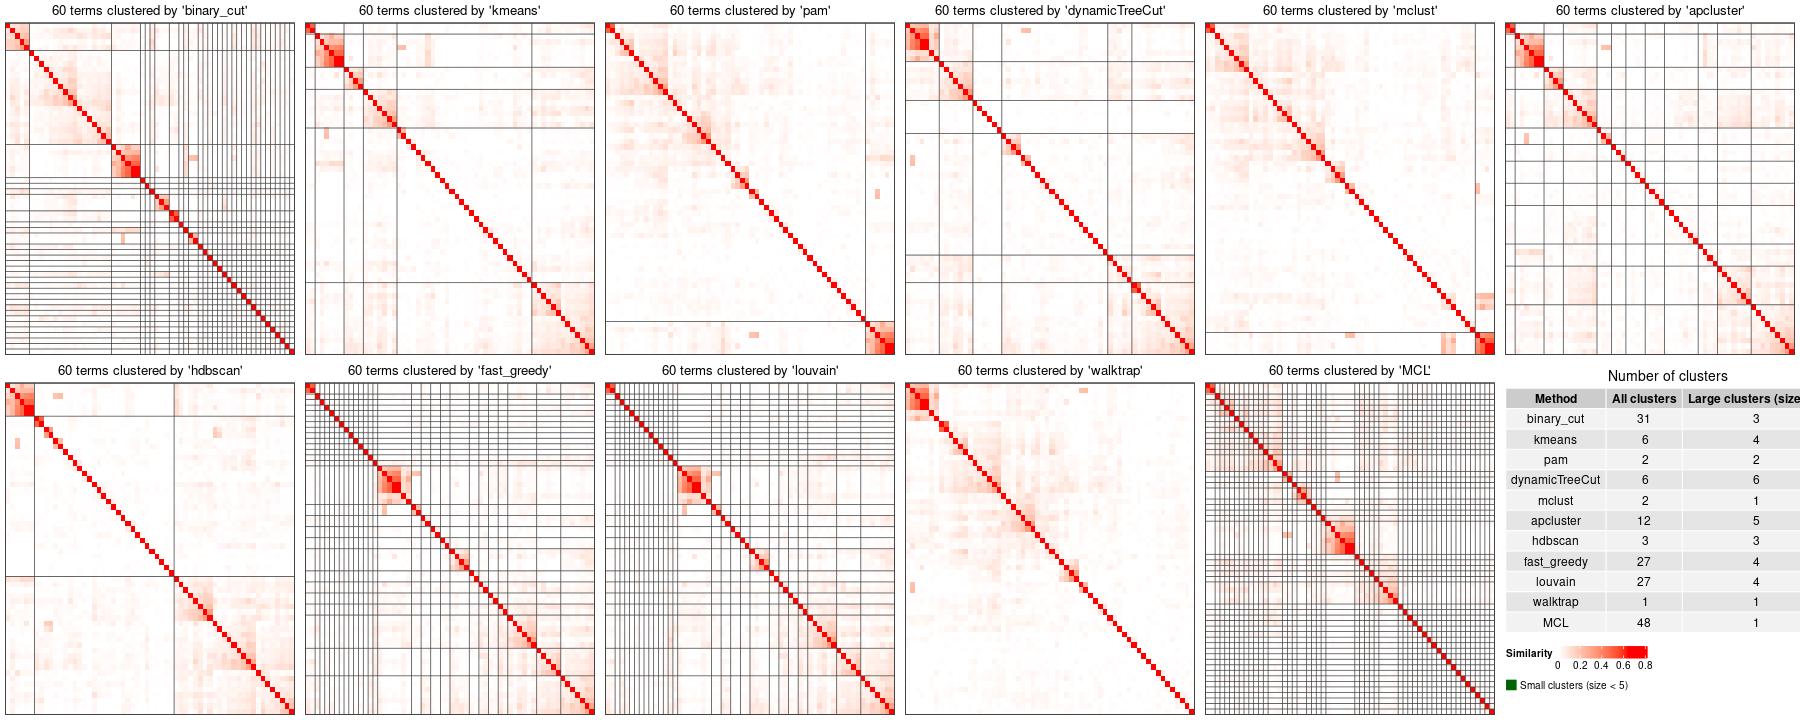 60 terms clustered by 'binary_cut'
60 terms clustered by 'kmeans'
60 terms clustered by 'pam'
60 terms clustered by 'dynamicTreeCut'
60 terms clustered by 'mclust'
60 terms clustered by 'apcluster'
60 terms clustered by 'hdbscan'
60 terms clustered by 'fast_greedy'
60 terms clustered by 'louvain'
60 terms clustered by 'walktrap'
60 terms clustered by 'MCL'
Number of clusters
Method All clusters Large clusters (size
binary_cut 31 3
kmeans 6 4
pam 2 2
dynamicTreeCut 6 6
mclust 2 1
apcluster 12 5
hdbscan 3 3
fast_greedy 27 4
louvain 27 4
walktrap 1 1
MCL 48 1
Similarity
0 0.2 0.4 0.6 0.8
Small clusters (size < 5)